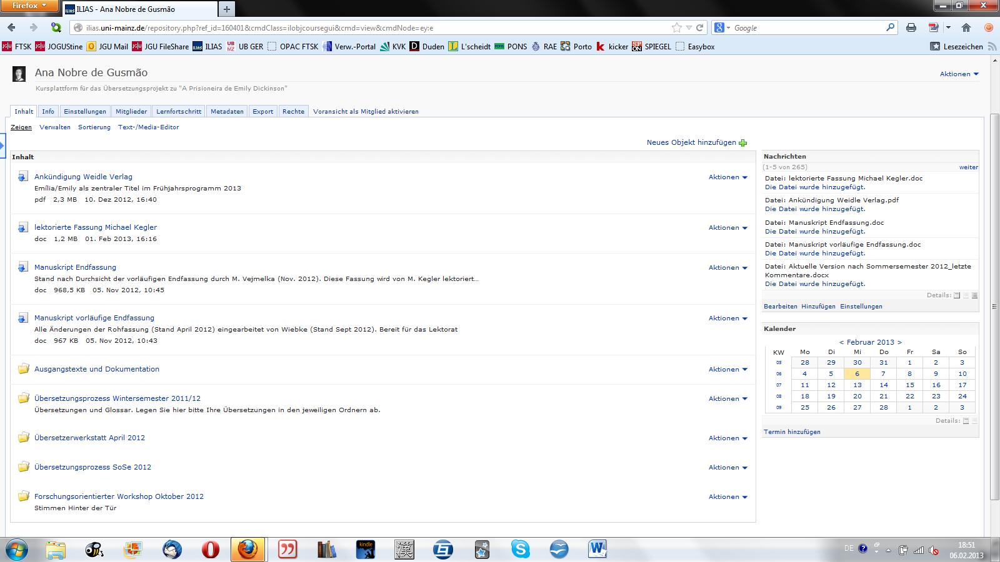 Firefox
ILIAS - Ana Nobre de Gusmão
ilias.uni-mainz.de/repository.php?ref_id=160401&cmdClass=ilobjcoursegui&cmd=view&cmdNode=ey:e
Google
FTSK JOGUStine JGU Mail JGU FileShare ILIAS UB GER OPAC FTSK Verw.-Portal KVK Duden L'scheidt PONS RAE Porto kicker SPIEGEL Easybox Lesezeichen
Ana Nobre de Gusmão
Aktionen
Kursplattform für das Übersetzungsprojekt zu "A Prisioneira de Emily Dickinson"
Inhalt Info Einstellungen Mitglieder Lernfortschritt Metadaten Export Rechte Voransicht als Mitglied aktivieren
Zeigen Verwalten Sortierung Text-/Media-Editor
Neues Objekt hinzufügen
Inhalt
Ankündigung Weidle Verlag Aktionen
Emília/Emily als zentraler Titel im Frühjahrsprogramm 2013
pdf 2,3 MB 10. Dez 2012, 16:40
lektorierte Fassung Michael Kegler Aktionen
doc 1,2 MB 01. Feb 2013, 16:16
Manuskript Endfassung Aktionen
Stand nach Durchsicht der vorläufigen Endfassung durch M. Vejmelka (Nov. 2012). Diese Fassung wird von M. Kegler lektoriert...
doc 968,5 KB 05. Nov 2012, 10:45
Manuskript vorläufige Endfassung Aktionen
Alle Änderungen der Rohfassung (Stand April 2012) eingearbeitet von Wiebke (Stand Sept 2012). Bereit für das Lektorat
doc 967 KB 05. Nov 2012, 10:43
Ausgangstexte und Dokumentation Aktionen
Übersetzungsprozess Wintersemester 2011/12 Aktionen
Übersetzungen und Glossar. Legen Sie hier bitte Ihre Übersetzungen in den jeweiligen Ordnern ab.
Übersetzerwerkstatt April 2012 Aktionen
Übersetzungsprozess SoSe 2012 Aktionen
Forschungsorientierter Workshop Oktober 2012 Aktionen
Stimmen Hinter der Tür
Nachrichten
(1-5 von 265) weiter
Datei: lektorierte Fassung Michael Kegler.doc
Die Datei wurde hinzugefügt.
Datei: Ankündigung Weidle Verlag.pdf
Die Datei wurde hinzugefügt.
Datei: Manuskript Endfassung.doc
Die Datei wurde hinzugefügt.
Datei: Manuskript vorläufige Endfassung.doc
Die Datei wurde hinzugefügt.
Datei: Aktuelle Version nach Sommersemester 2012_letzte
Kommentare.docx
Die Datei wurde hinzugefügt.
Details:
Bearbeiten Hinzufügen Einstellungen
Kalender
< Februar 2013 >
KW Mo Di Mi Do Fr Sa So
05 28 29 30 31 1 2 3
06 4 5 6 7 8 9 10
07 11 12 13 14 15 16 17
08 18 19 20 21 22 23 24
09 25 26 27 28 1 2 3
Details:
Termin hinzufügen
kindle
漢
DE
18:51
06.02.2013